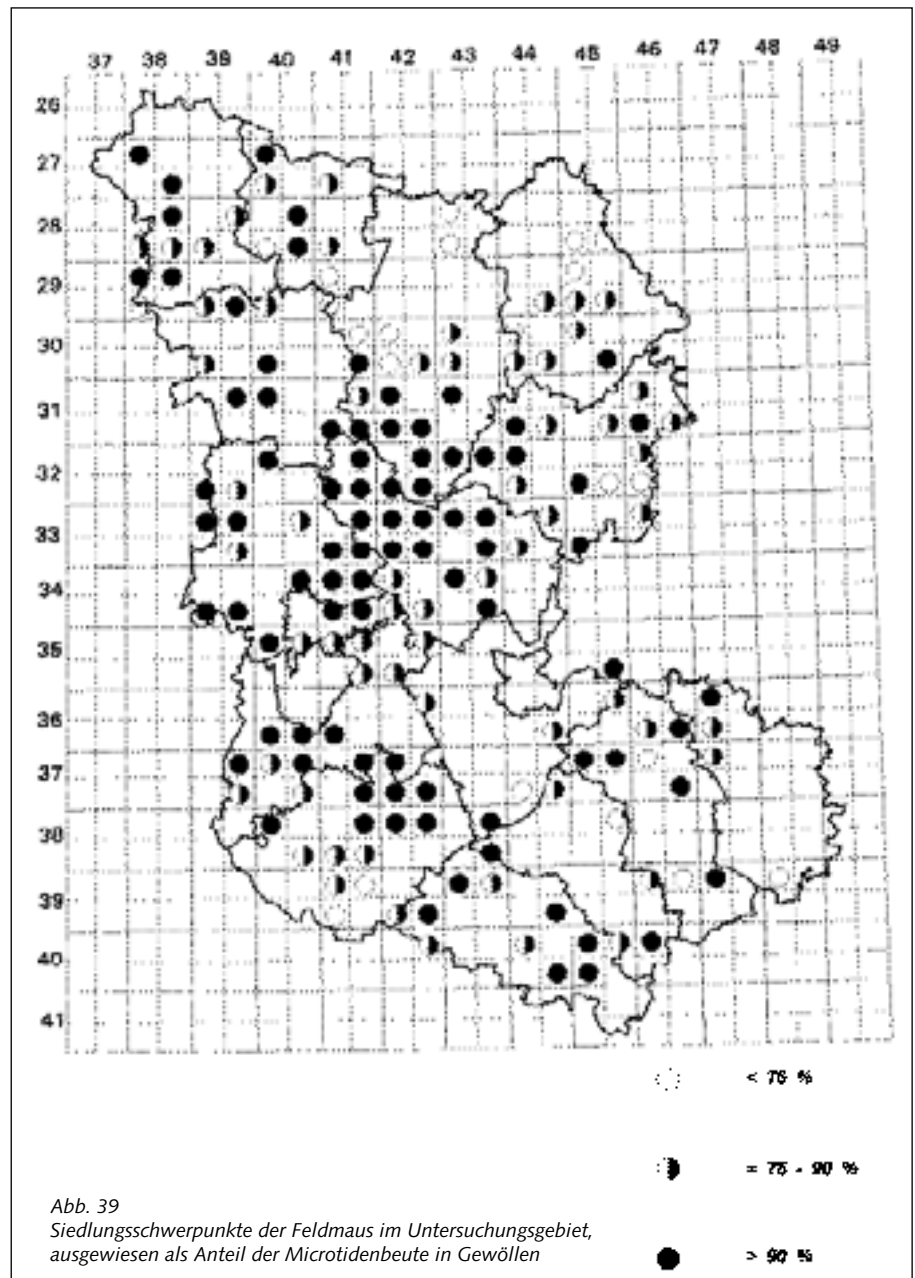 37 38 39 40 41 42 43 44 45 46 47 48 49
26
27
28
29
30
31
32
33
34
35
36
37
38
39
40
41
< 75 %
= 75 - 90 %
> 90 %
Abb. 39
Siedlungsschwerpunkte der Feldmaus im Untersuchungsgebiet,
ausgewiesen als Anteil der Microtidenbeute in Gewöllen